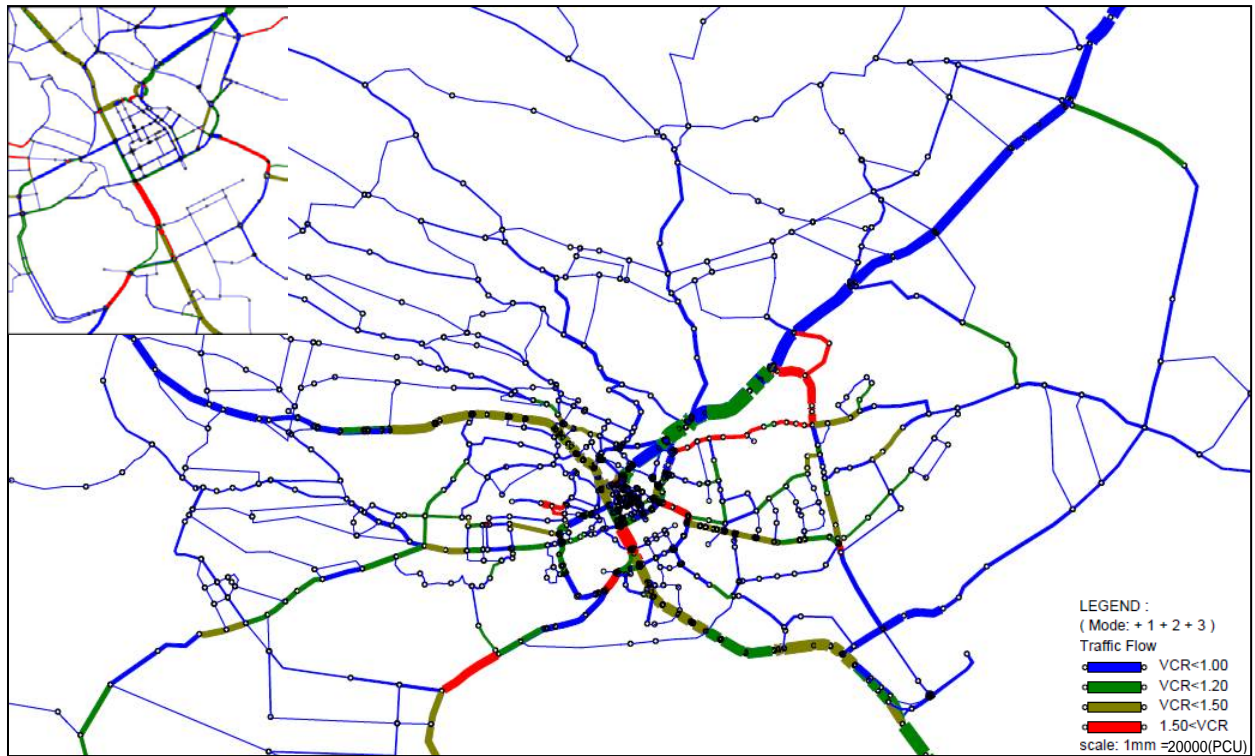 LEGEND :
( Mode: + 1 + 2 + 3 )
Traffic Flow
VCR<1.00
VCR<1.20
VCR<1.50
1.50<VCR
scale: 1mm =20000(PCU)